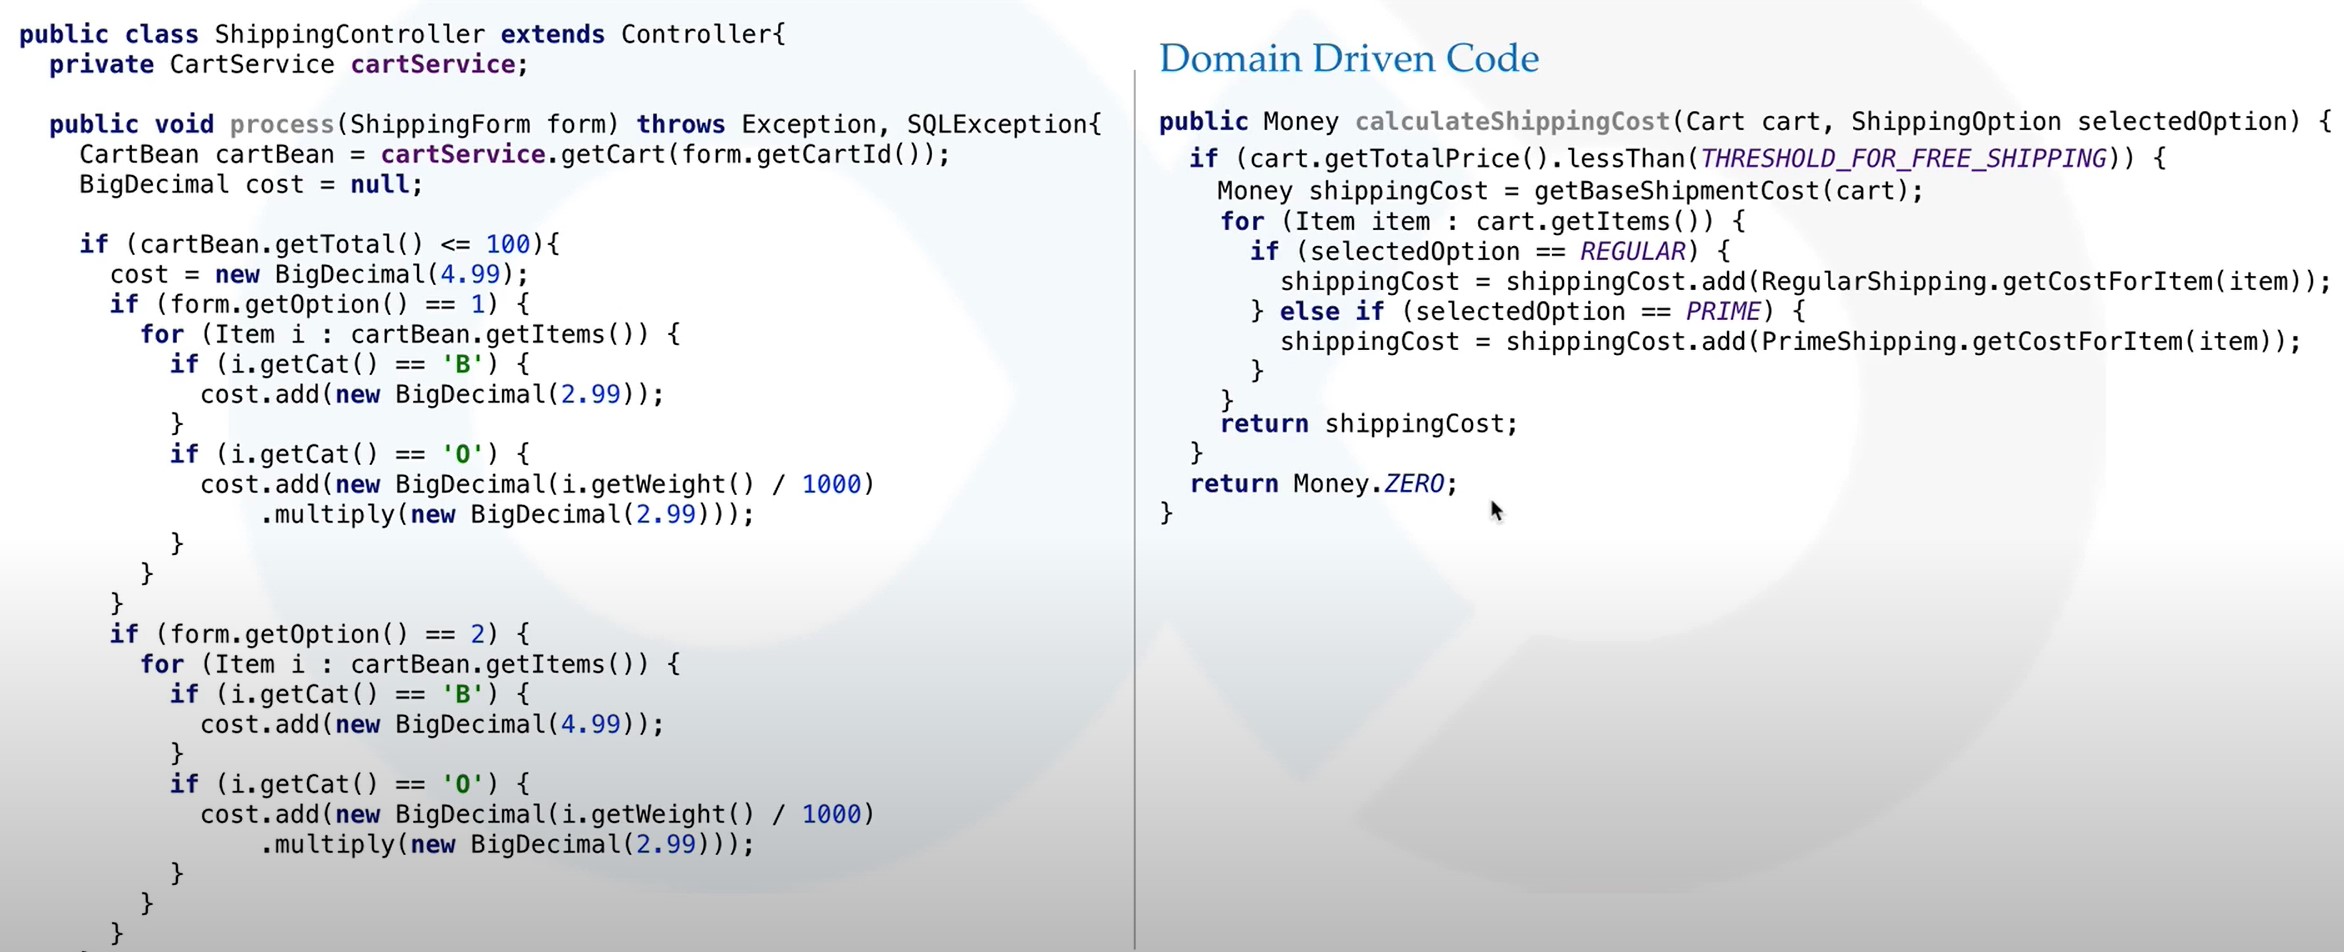 public class ShippingController extends Controller{
  private CartService cartService;

  public void process(ShippingForm form) throws Exception, SQLException{
    CartBean cartBean = cartService.getCart(form.getCartId());
    BigDecimal cost = null;

    if (cartBean.getTotal() <= 100){
      cost = new BigDecimal(4.99);
      if (form.getOption() == 1) {
        for (Item i : cartBean.getItems()) {
          if (i.getCat() == 'B') {
            cost.add(new BigDecimal(2.99));
          }
          if (i.getCat() == 'O') {
            cost.add(new BigDecimal(i.getWeight() / 1000)
                .multiply(new BigDecimal(2.99)));
          }
        }
      }
      if (form.getOption() == 2) {
        for (Item i : cartBean.getItems()) {
          if (i.getCat() == 'B') {
            cost.add(new BigDecimal(4.99));
          }
          if (i.getCat() == 'O') {
            cost.add(new BigDecimal(i.getWeight() / 1000)
                .multiply(new BigDecimal(2.99)));
          }
        }
      }
Domain Driven Code
public Money calculateShippingCost(Cart cart, ShippingOption selectedOption) {
  if (cart.getTotalPrice().lessThan(THRESHOLD_FOR_FREE_SHIPPING)) {
    Money shippingCost = getBaseShipmentCost(cart);
    for (Item item : cart.getItems()) {
      if (selectedOption == REGULAR) {
        shippingCost = shippingCost.add(RegularShipping.getCostForItem(item));
      } else if (selectedOption == PRIME) {
        shippingCost = shippingCost.add(PrimeShipping.getCostForItem(item));
      }
    }
    return shippingCost;
  }
  return Money.ZERO;
}